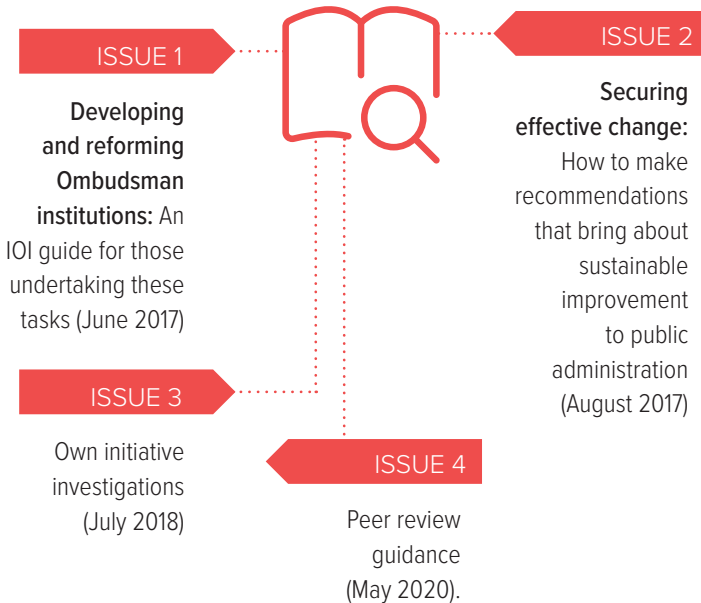 ISSUE 1
Developing
and reforming
Ombudsman
institutions: An
IOI guide for those
undertaking these
tasks (June 2017)
ISSUE 2
Securing
effective change:
How to make
recommendations
that bring about
sustainable
improvement
to public
administration
(August 2017)
ISSUE 3
Own initiative
investigations
(July 2018)
ISSUE 4
Peer review
guidance
(May 2020).